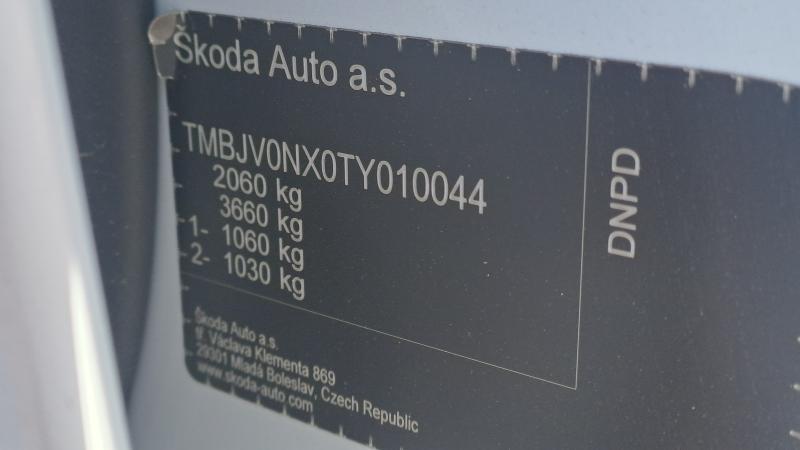 Škoda Auto a.s.
TMBJV0NX0TY010044
2060 kg
3660 kg
1- 1060 kg
2- 1030 kg
DNPD
Škoda Auto a.s.
tř. Václava Klementa 869
29301 Mladá Boleslav, Czech Republic
www.skoda-auto.com